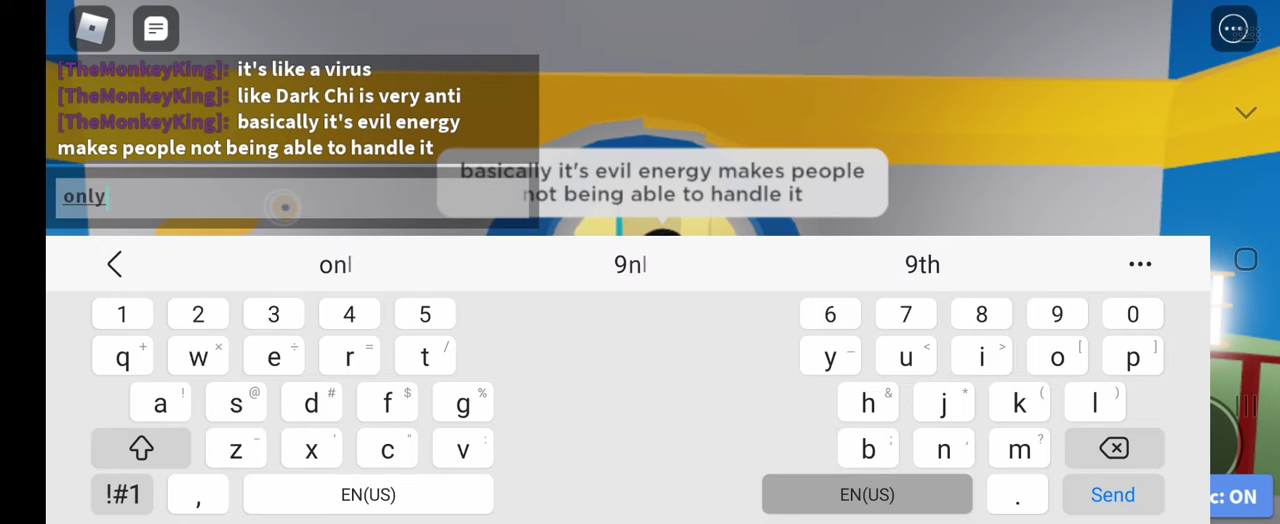 [TheMonkeyKing]: it's like a virus
[TheMonkeyKing]: like Dark Chi is very anti
[TheMonkeyKing]: basically it's evil energy
makes people not being able to handle it
basically it's evil energy makes people
not being able to handle it
only
onl 9nl 9th
1 2 3 4 5 6 7 8 9 0
q + w × e ÷ r = t / y _ u < i > o [ p ]
a ! s @ d # f $ g % h & j * k ( l )
z - x ' c " v : b ; n , m ?
!#1 , EN(US) EN(US) . Send
c: ON